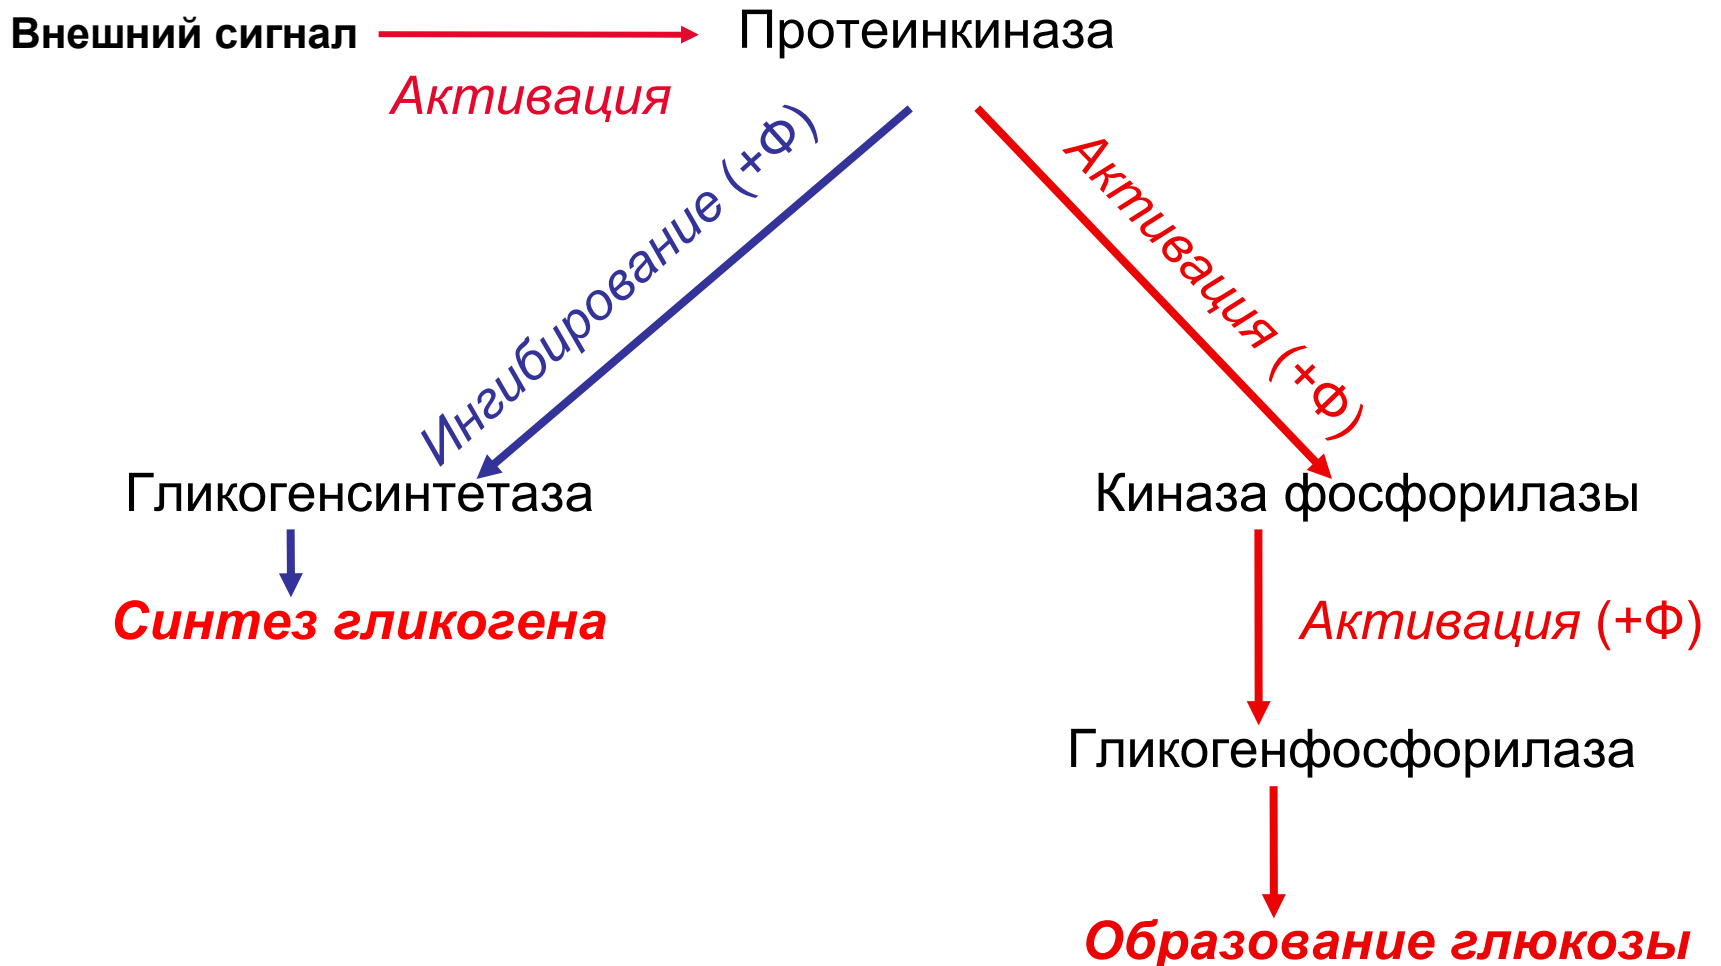 Внешний сигнал
Протеинкиназа
Активация
Ингибирование (+Ф)
Активация (+Ф)
Гликогенсинтетаза
Киназа фосфорилазы
Синтез гликогена
Активация (+Ф)
Гликогенфосфорилаза
Образование глюкозы